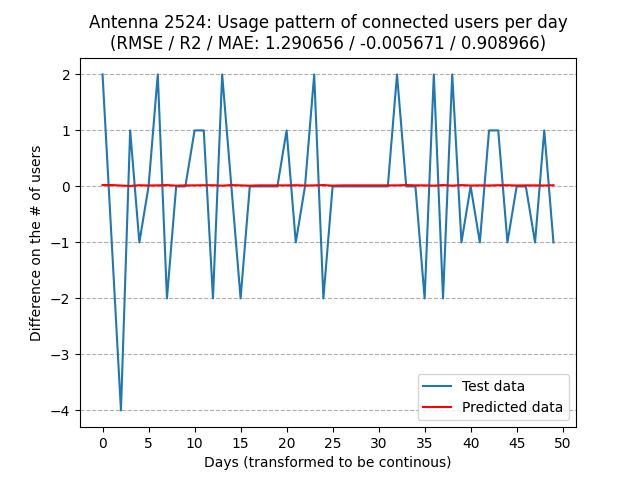 Antenna 2524: Usage pattern of connected users per day
(RMSE / R2 / MAE: 1.290656 / -0.005671 / 0.908966)
Difference on the # of users
2
1
0
−1
−2
−3
−4
Test data
Predicted data
0 5 10 15 20 25 30 35 40 45 50
Days (transformed to be continous)